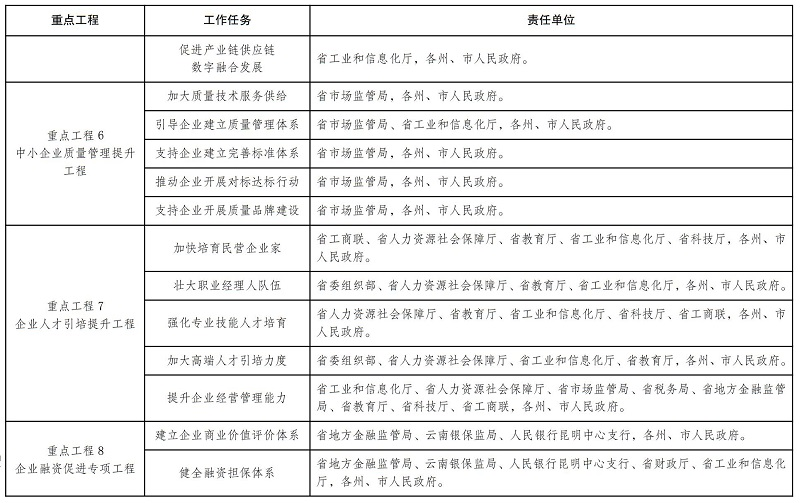 重点工程 工作任务 责任单位
促进产业链供应链
数字融合发展
省工业和信息化厅，各州、市人民政府。
重点工程 6
中小企业质量管理提升
工程
加大质量技术服务供给 省市场监管局，各州、市人民政府。
引导企业建立质量管理体系 省市场监管局、省工业和信息化厅，各州、市人民政府。
支持企业建立完善标准体系 省市场监管局，各州、市人民政府。
推动企业开展对标达标行动 省市场监管局，各州、市人民政府。
支持企业开展质量品牌建设 省市场监管局，各州、市人民政府。
重点工程 7
企业人才引培提升工程
加快培育民营企业家
省工商联、省人力资源社会保障厅、省教育厅、省工业和信息化厅、省科技厅，各州、市
人民政府。
壮大职业经理人队伍 省委组织部、省人力资源社会保障厅、省教育厅、省工业和信息化厅，各州、市人民政府。
强化专业技能人才培育
省人力资源社会保障厅、省教育厅、省工业和信息化厅、省科技厅、省工商联，各州、市
人民政府。
加大高端人才引培力度 省委组织部、省人力资源社会保障厅、省工业和信息化厅、省教育厅，各州、市人民政府。
提升企业经营管理能力
省工业和信息化厅、省人力资源社会保障厅、省市场监管局、省税务局、省地方金融监管
局、省教育厅、省科技厅、省工商联，各州、市人民政府。
重点工程 8
企业融资促进专项工程
建立企业商业价值评价体系 省地方金融监管局、云南银保监局、人民银行昆明中心支行，各州、市人民政府。
健全融资担保体系
省地方金融监管局、云南银保监局、人民银行昆明中心支行、省财政厅、省工业和信息化
厅，各州、市人民政府。